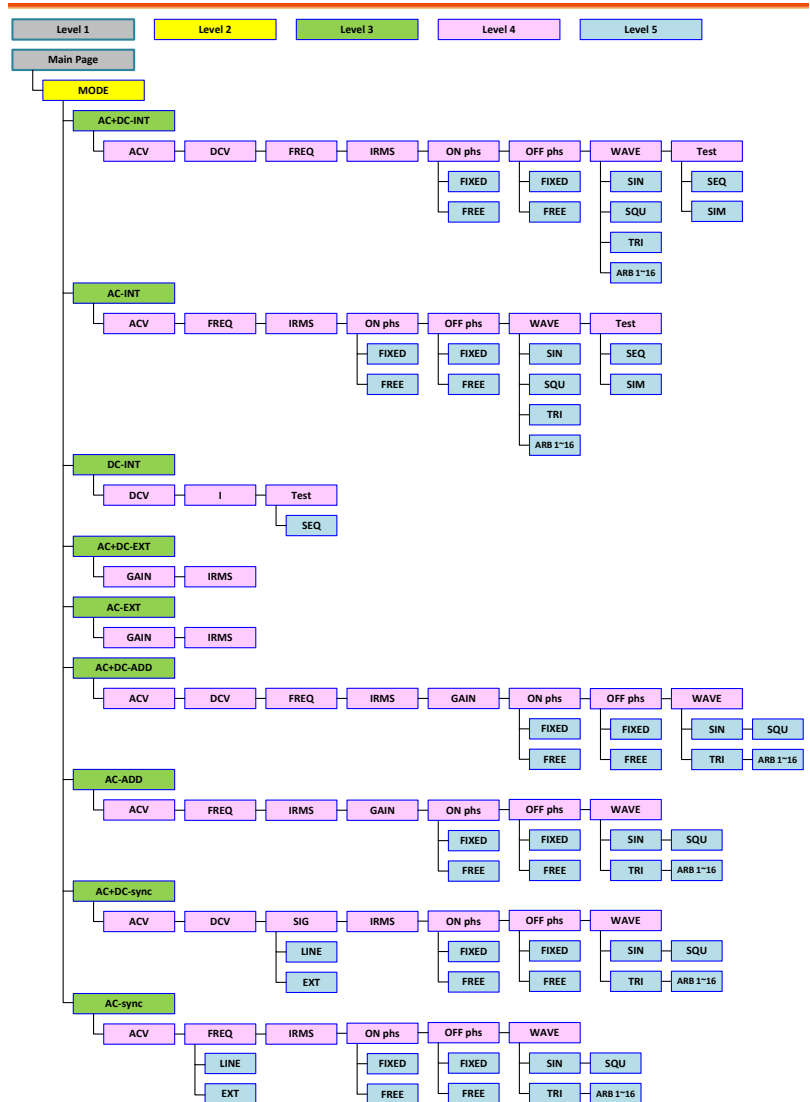 Level 1 Level 2 Level 3 Level 4 Level 5
Main Page
MODE
AC+DC-INT
ACV DCV FREQ IRMS ON phs OFF phs WAVE Test
FIXED FIXED SIN SEQ
FREE FREE SQU SIM
TRI
ARB 1~16
AC-INT
ACV FREQ IRMS ON phs OFF phs WAVE Test
FIXED FIXED SIN SEQ
FREE FREE SQU SIM
TRI
ARB 1~16
DC-INT
DCV I Test
SEQ
AC+DC-EXT
GAIN IRMS
AC-EXT
GAIN IRMS
AC+DC-ADD
ACV DCV FREQ IRMS GAIN ON phs OFF phs WAVE
FIXED FIXED SIN SQU
FREE FREE TRI ARB 1~16
AC-ADD
ACV FREQ IRMS GAIN ON phs OFF phs WAVE
FIXED FIXED SIN SQU
FREE FREE TRI ARB 1~16
AC+DC-sync
ACV DCV SIG IRMS ON phs OFF phs WAVE
LINE FIXED FIXED SIN SQU
EXT FREE FREE TRI ARB 1~16
AC-sync
ACV FREQ IRMS ON phs OFF phs WAVE
LINE FIXED FIXED SIN SQU
EXT FREE FREE TRI ARB 1~16